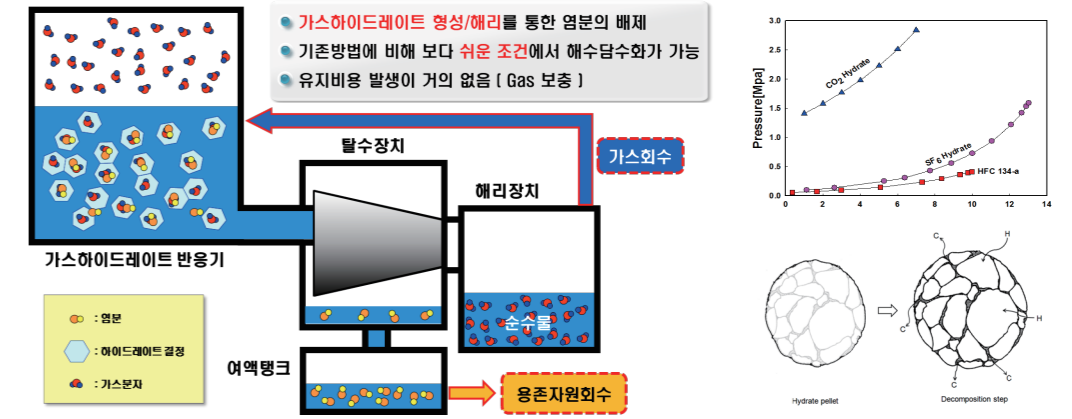 가스하이드레이트 형성/해리를 통한 염분의 배제
기존방법에 비해 보다 쉬운 조건에서 해수담수화가 가능
유지비용 발생이 거의 없음 ( Gas 보충 )
탈수장치
가스회수
해리장치
가스하이드레이트 반응기
순수물
: 염분
: 하이드레이트 결정
: 가스분자
여액탱크
용존자원회수
Pressure[Mpa]
3.0
2.5
2.0
1.5
1.0
0.5
0.0
CO2 Hydrate
SF6 Hydrate
HFC 134-a
0 2 4 6 8 10 12 14
C
H
H
C
C
C
Hydrate pellet
Decomposition step